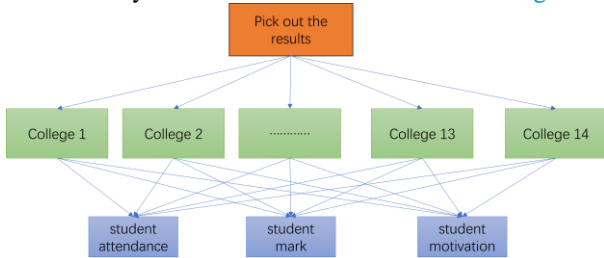 Pick out the
results
College 1
College 2
............
College 13
College 14
student
attendance
student
mark
student
motivation